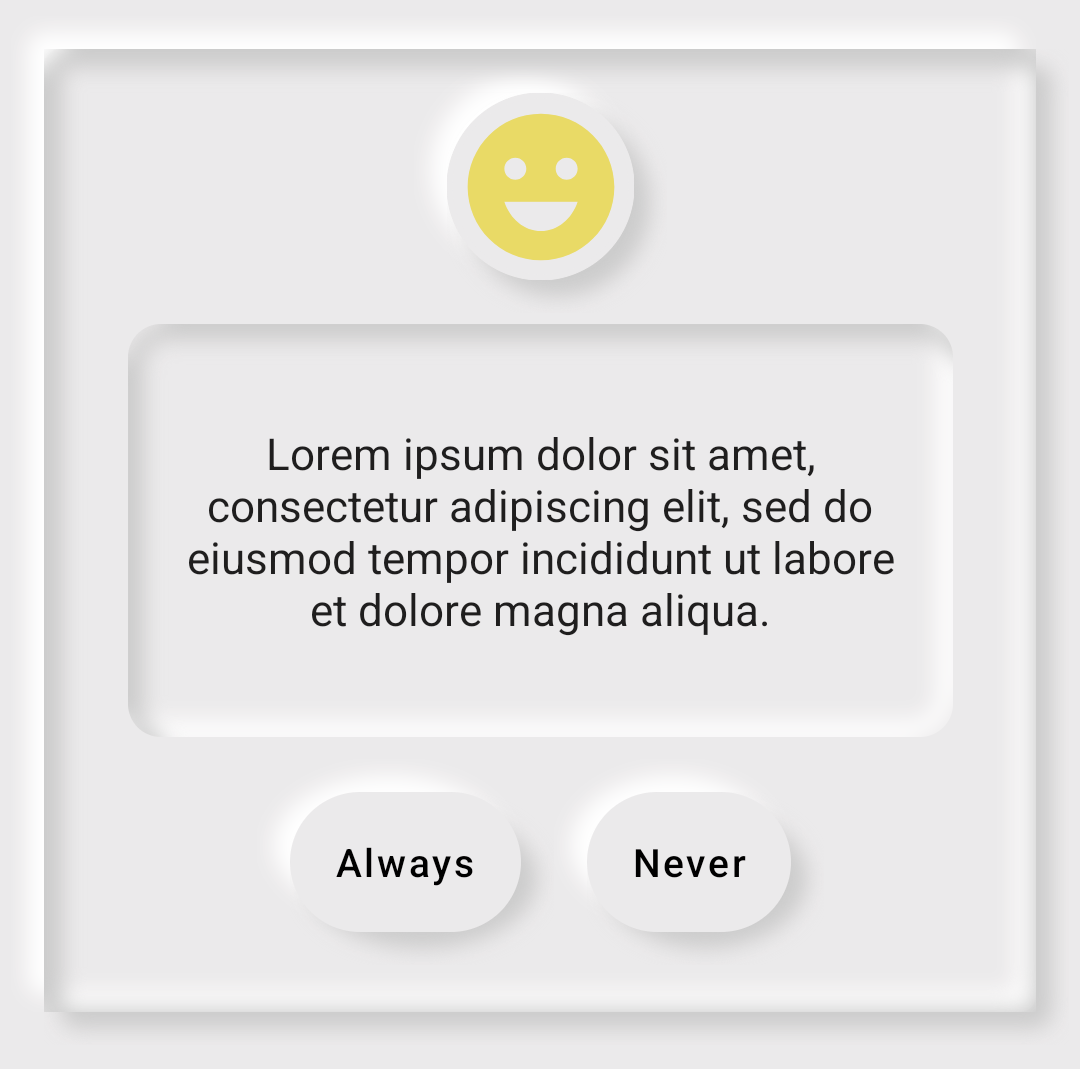 Lorem ipsum dolor sit amet,
consectetur adipiscing elit, sed do
eiusmod tempor incididunt ut labore
et dolore magna aliqua.
Always
Never